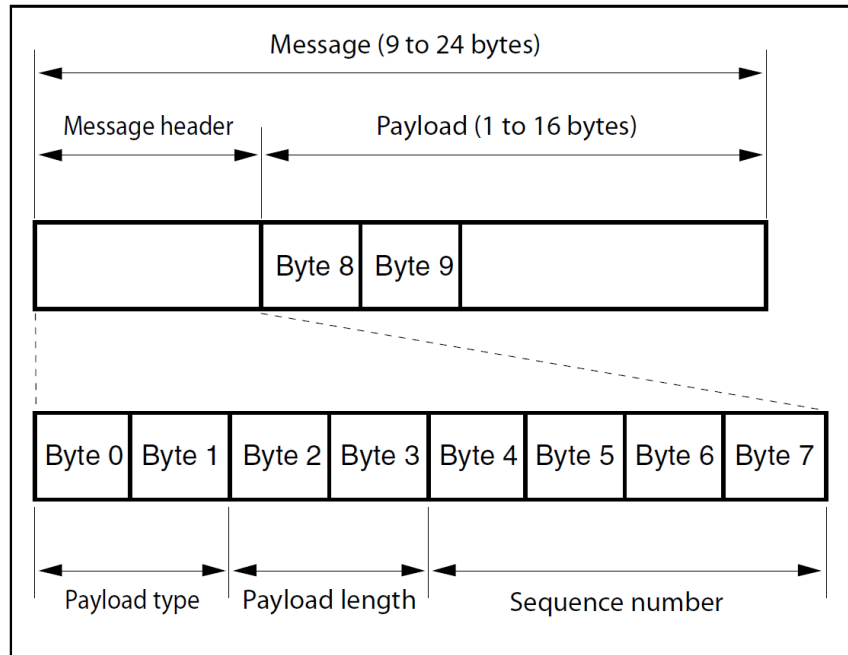 Message (9 to 24 bytes)
Message header Payload (1 to 16 bytes)
Byte 8 Byte 9
Byte 0 Byte 1 Byte 2 Byte 3 Byte 4 Byte 5 Byte 6 Byte 7
Payload type Payload length Sequence number